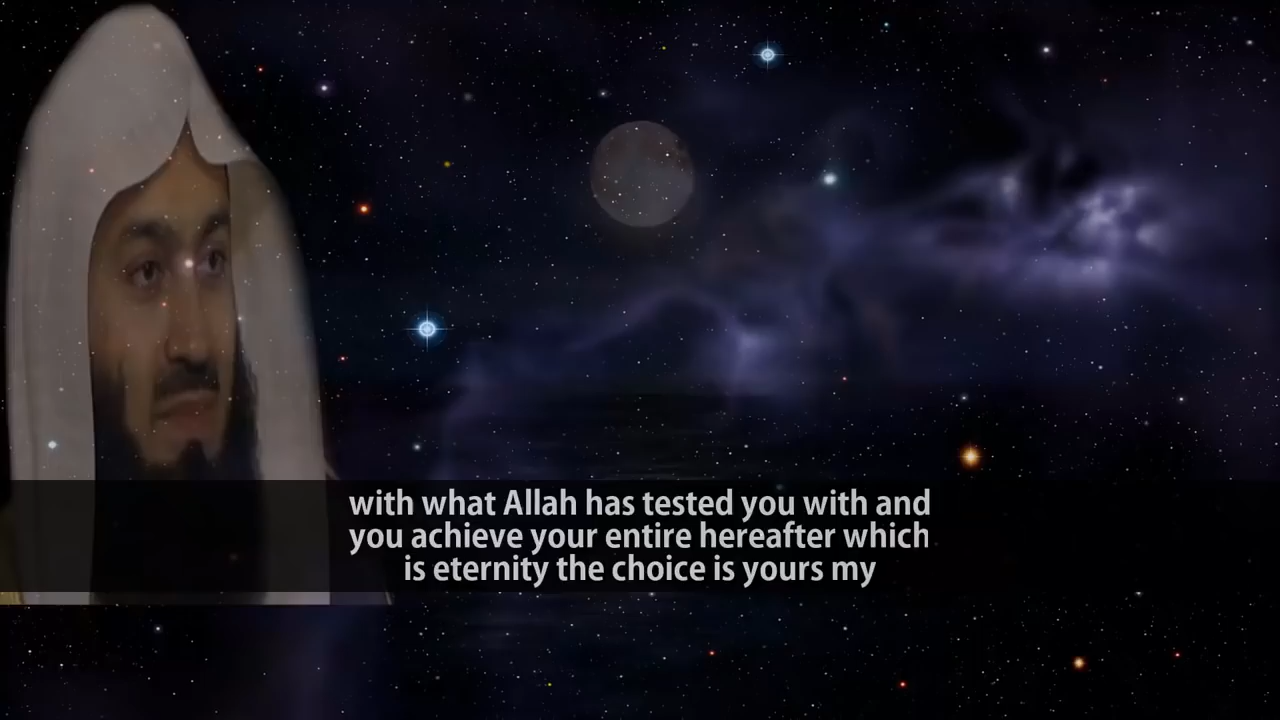 with what Allah has tested you with and
you achieve your entire hereafter which
is eternity the choice is yours my